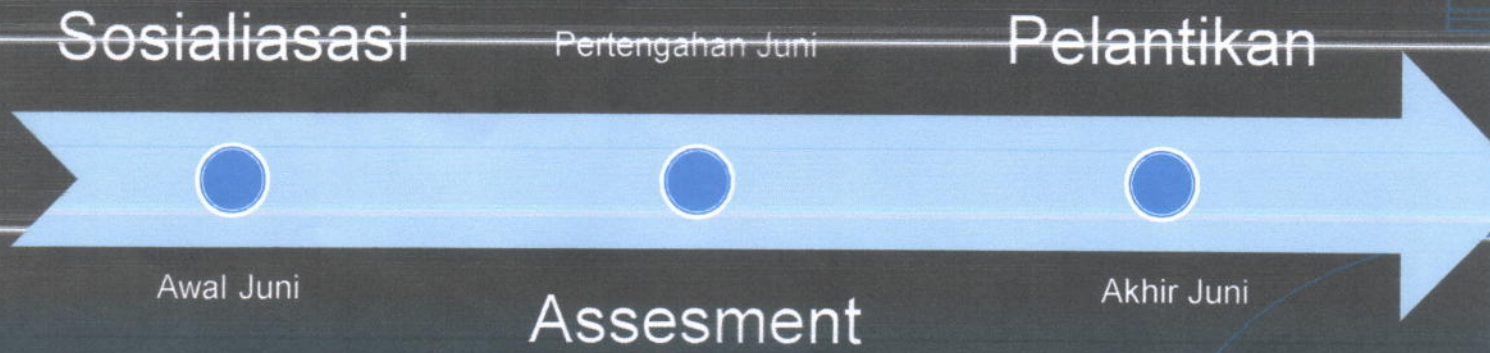 Sosialiasasi
Pertengahan Juni
Pelantikan
Awal Juni
Assesment
Akhir Juni